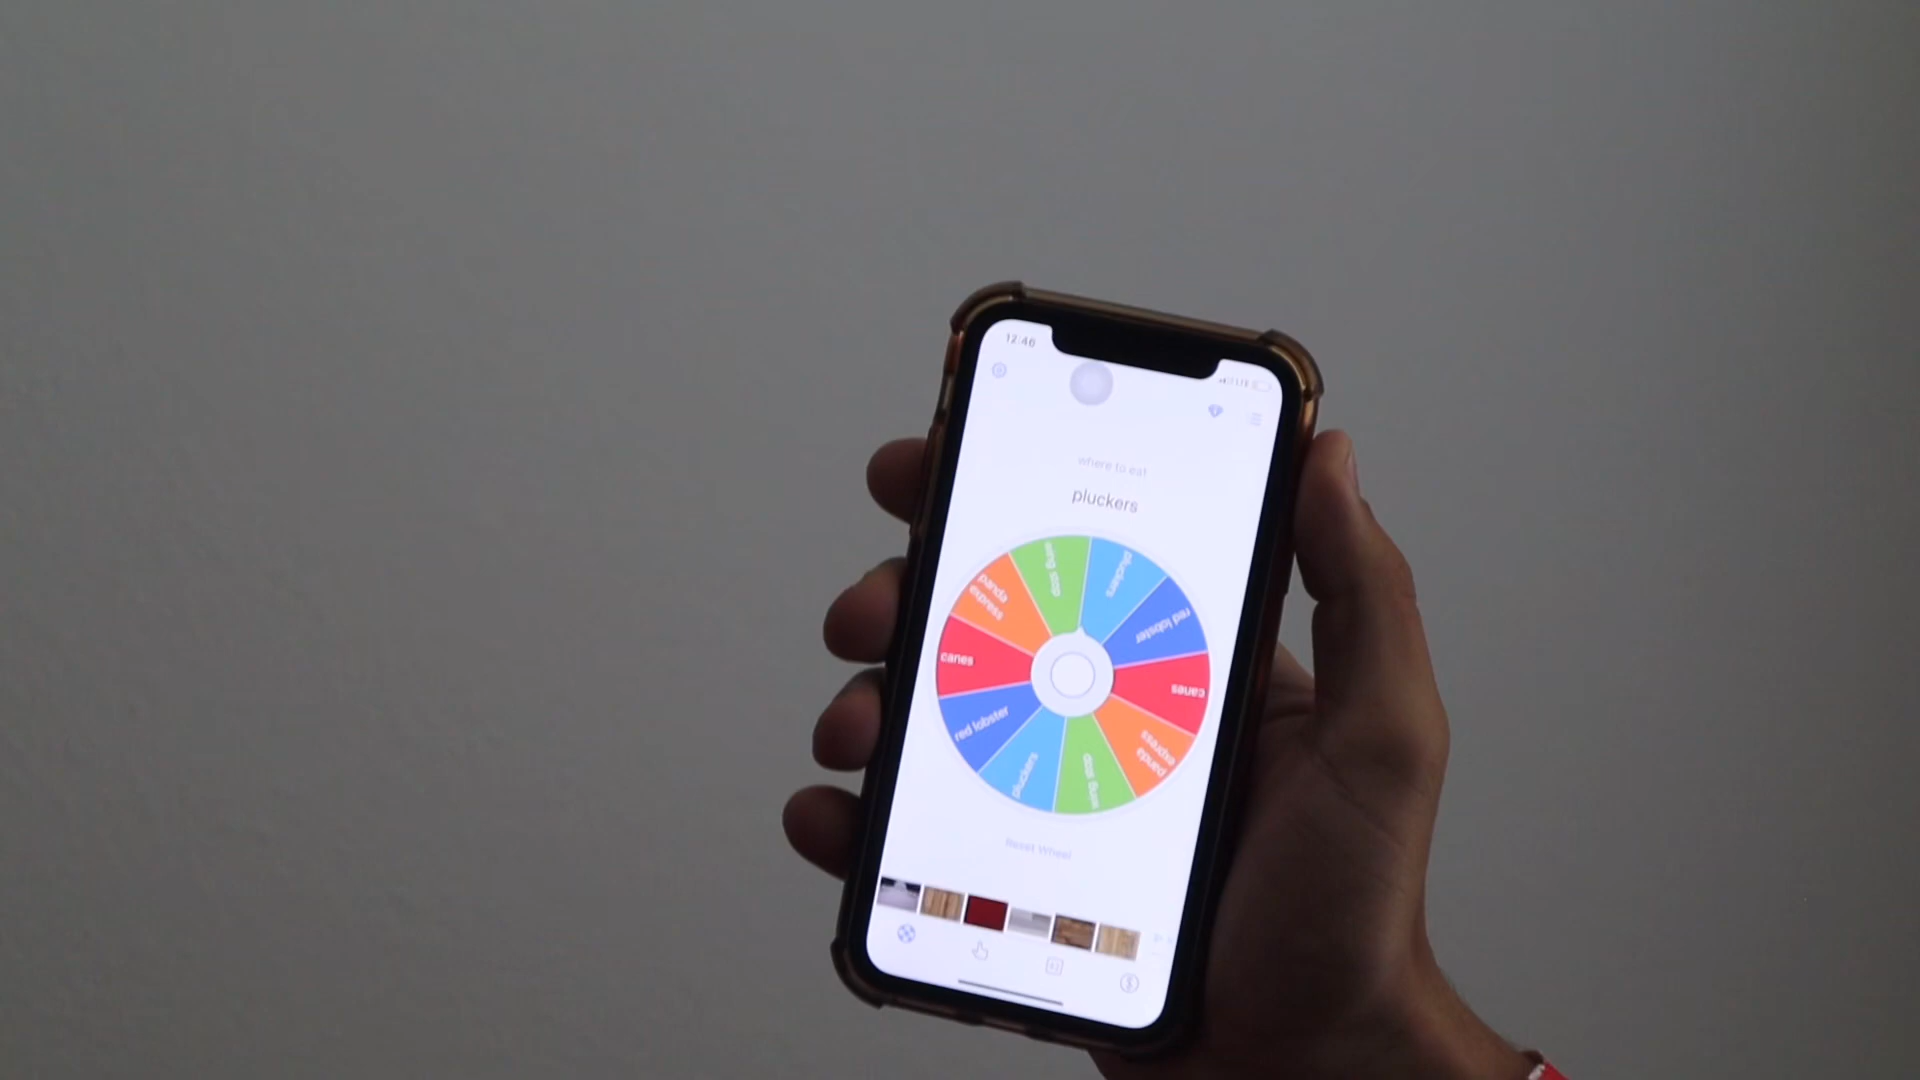 12:46
LTE
where to eat
pluckers
wing stop
pluckers
panda
express
red lobster
canes
canes
red lobster
panda
express
pluckers
wing stop
Reset Wheel